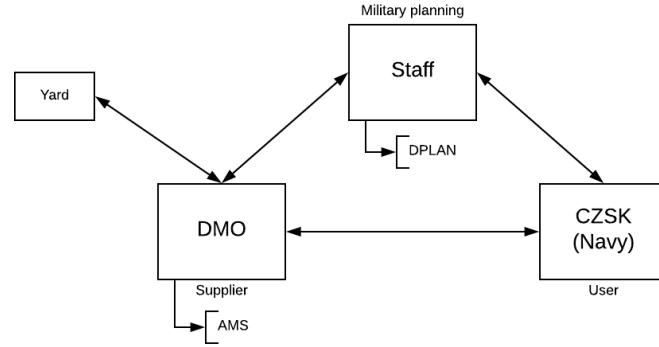 Military planning
Staff
Yard
DPLAN
DMO
CZSK
(Navy)
Supplier
User
AMS